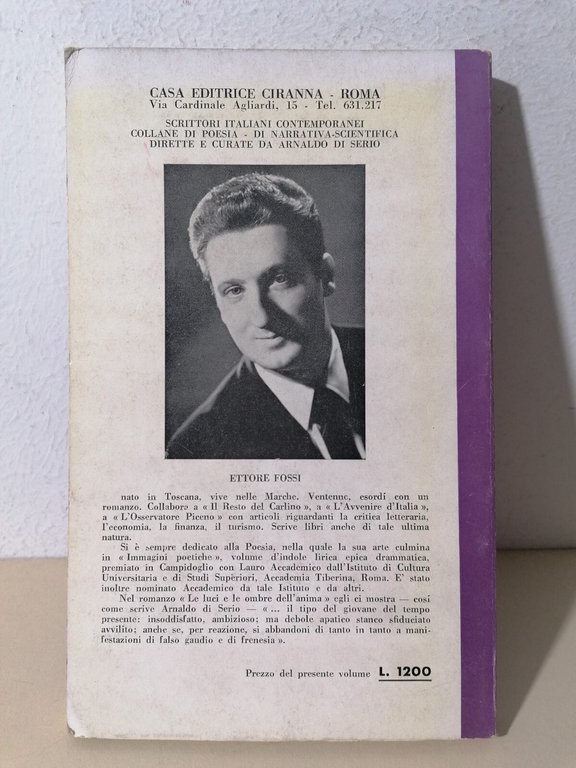 CASA EDITRICE CIRANNA - ROMA
Via Cardinale Agliardi, 15 - Tel. 631.217
SCRITTORI ITALIANI CONTEMPORANEI
COLLANE DI POESIA - DI NARRATIVA-SCIENTIFICA
DIRETTE E CURATE DA ARNALDO DI SERIO
ETTORE FOSSI
nato in Toscana, vive nelle Marche. Ventenne, esordì con un
romanzo. Collabora a « Il Resto del Carlino », a « L'Avvenire d'Italia »,
a « L'Osservatore Piceno » con articoli riguardanti la critica letteraria,
l'economia, la finanza, il turismo. Scrive libri anche di tale ultima
natura.
Si è sempre dedicato alla Poesia, nella quale la sua arte culmina
in « Immagini poetiche », volume d'indole lirica epica drammatica,
premiato in Campidoglio con Lauro Accademico dall'Istituto di Cultura
Universitaria e di Studi Superiori, Accademia Tiberina, Roma. E' stato
inoltre nominato Accademico da tale Istituto e da altri.
Nel romanzo « Le luci e le ombre dell'anima » egli ci mostra — così
come scrive Arnaldo di Serio — « ... il tipo del giovane del tempo
presente: insoddisfatto, ambizioso; ma debole apatico stanco sfiduciato
avvilito; anche se, per reazione, si abbandoni di tanto in tanto a mani-
festazioni di falso gaudio e di frenesia ».
Prezzo del presente volume L. 1200